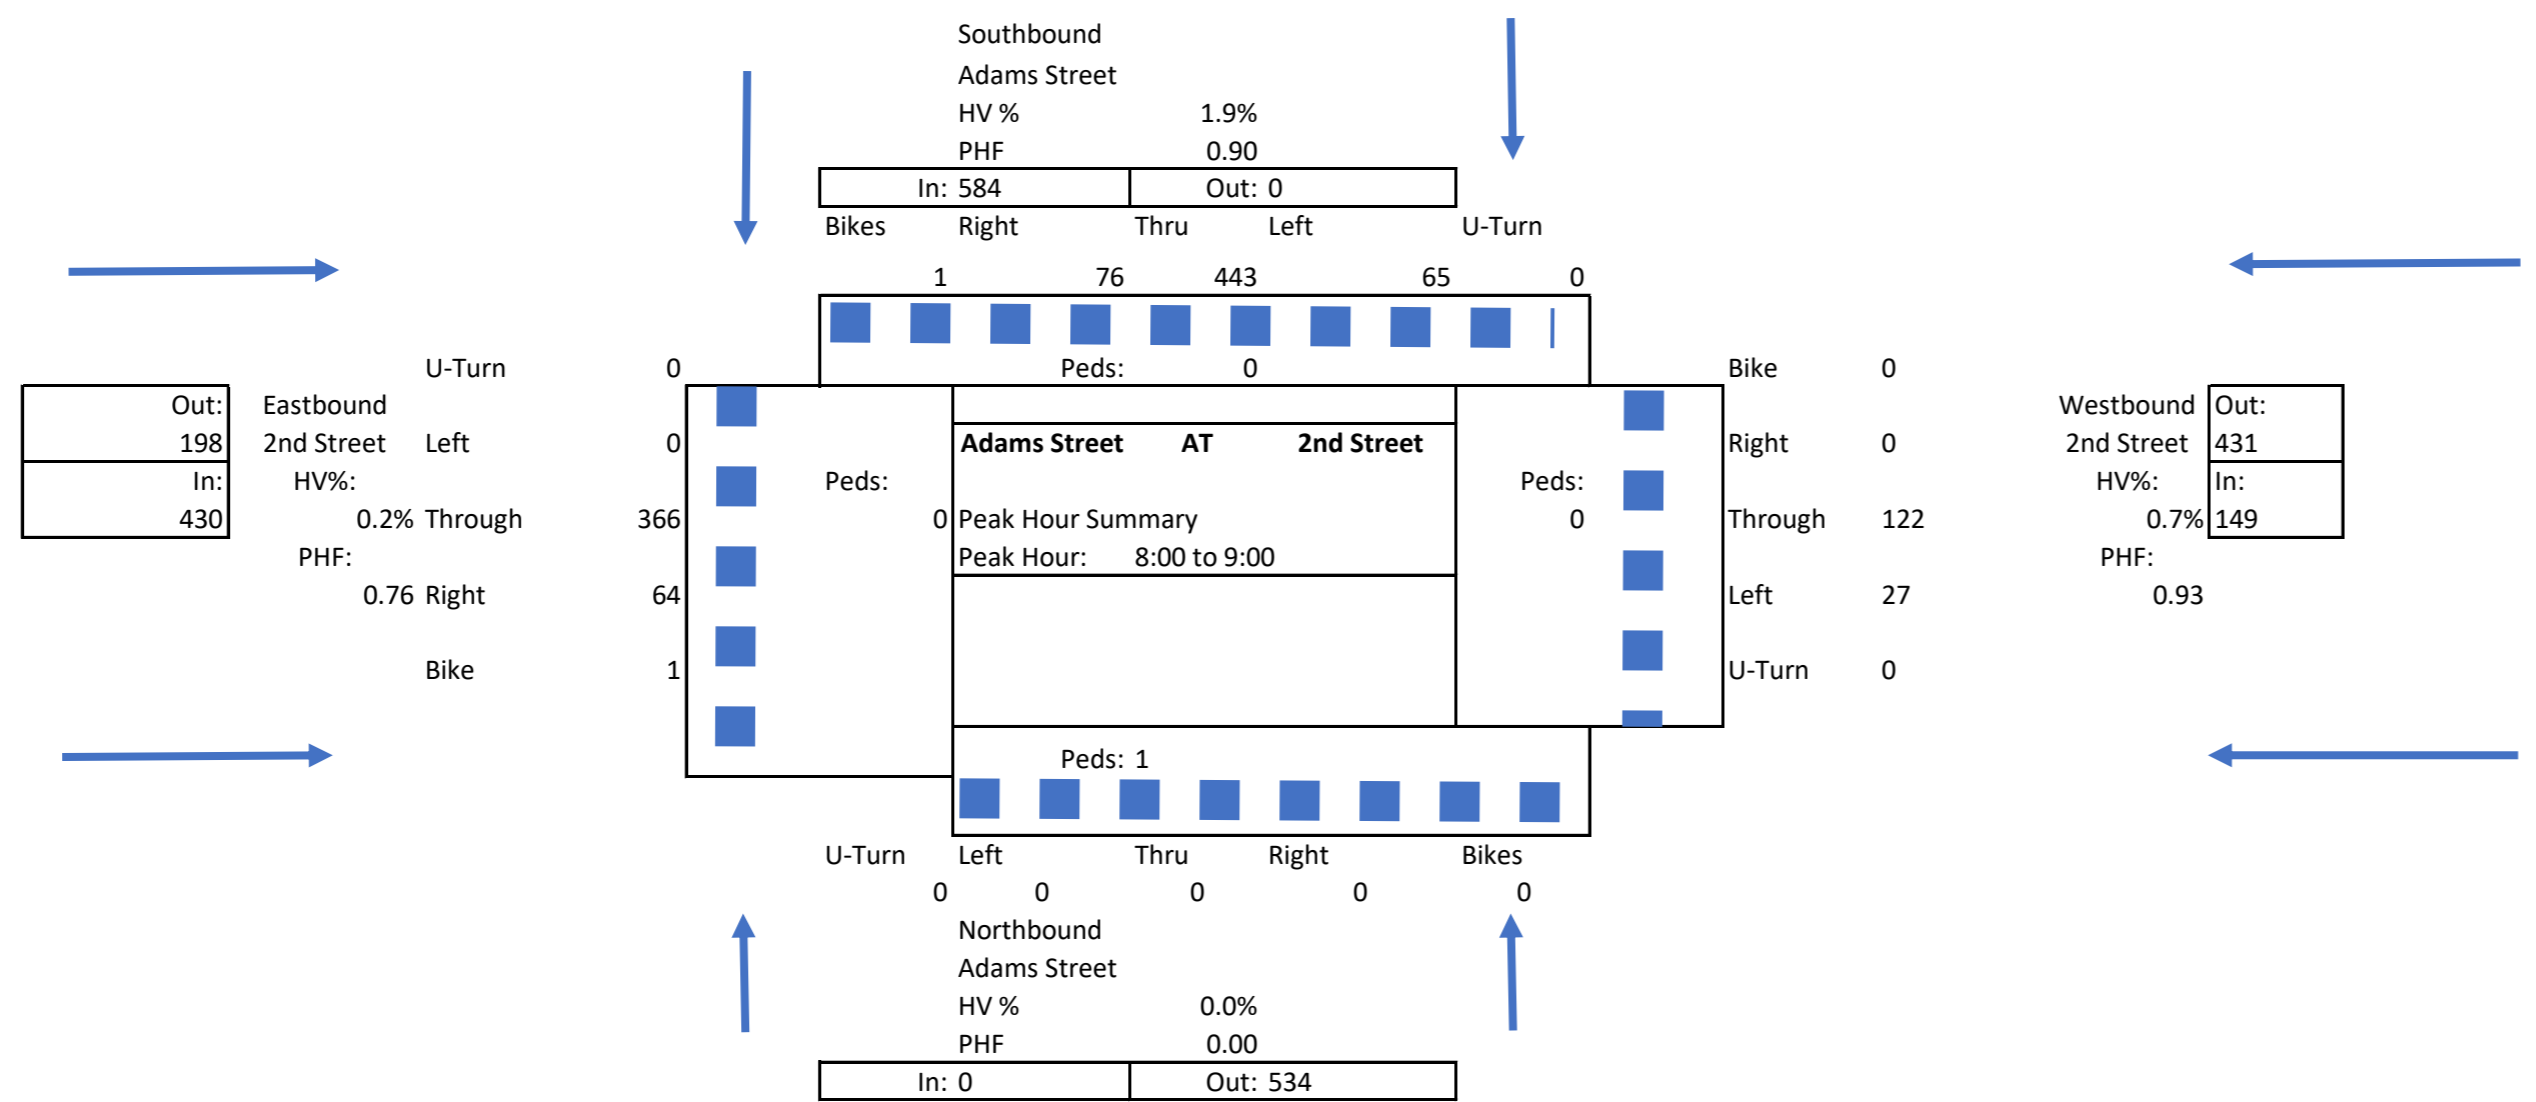 Southbound
Adams Street
HV % 1.9%
PHF 0.90
In: 584 Out: 0
Bikes Right Thru Left U-Turn
1 76 443 65 0
U-Turn 0 Peds: 0 Bike 0
Out: Eastbound Westbound Out:
198 2nd Street Left 0 Adams Street AT 2nd Street Right 0 2nd Street 431
In: HV%: Peds: Peds: HV%: In:
430 0.2% Through 366 0 Peak Hour Summary 0 Through 122 0.7% 149
PHF: Peak Hour: 8:00 to 9:00 PHF:
0.76 Right 64 Left 27 0.93
Bike 1 U-Turn 0
Peds: 1
U-Turn Left Thru Right Bikes
0 0 0 0 0
Northbound
Adams Street
HV % 0.0%
PHF 0.00
In: 0 Out: 534